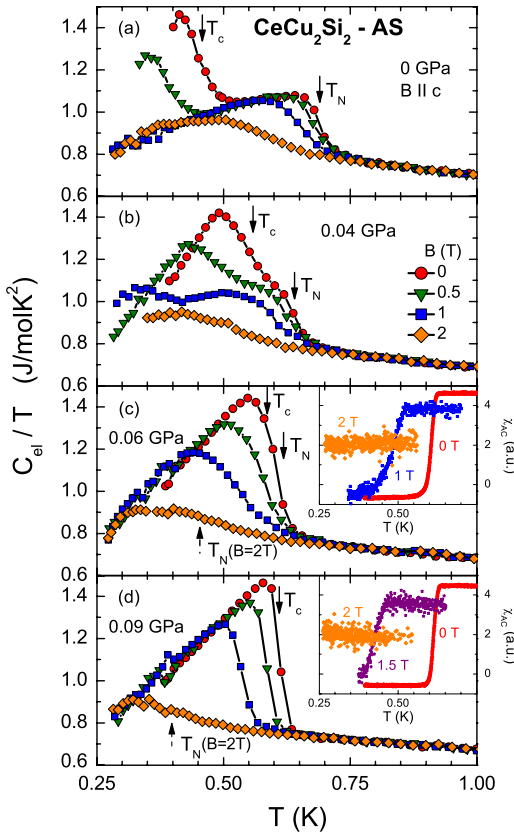 CeCu2Si2 - AS
(a)
Tc
TN
0 GPa
B II c
1.4
1.2
1.0
0.8
0.6
(b)
0.04 GPa
Tc
TN
B (T)
0
0.5
1
2
1.4
1.2
1.0
0.8
0.6
Cel / T (J/molK2)
(c)
0.06 GPa
Tc
TN
TN(B=2T)
1.4
1.2
1.0
0.8
0.6
2 T
1 T
0 T
4
2
0
χAC (a.u.)
0.25
0.50
T (K)
(d)
0.09 GPa
Tc
TN(B=2T)
1.4
1.2
1.0
0.8
0.6
2 T
1.5 T
0 T
4
2
0
χAC (a.u.)
0.25
0.50
T (K)
0.25
0.50
0.75
1.00
T (K)